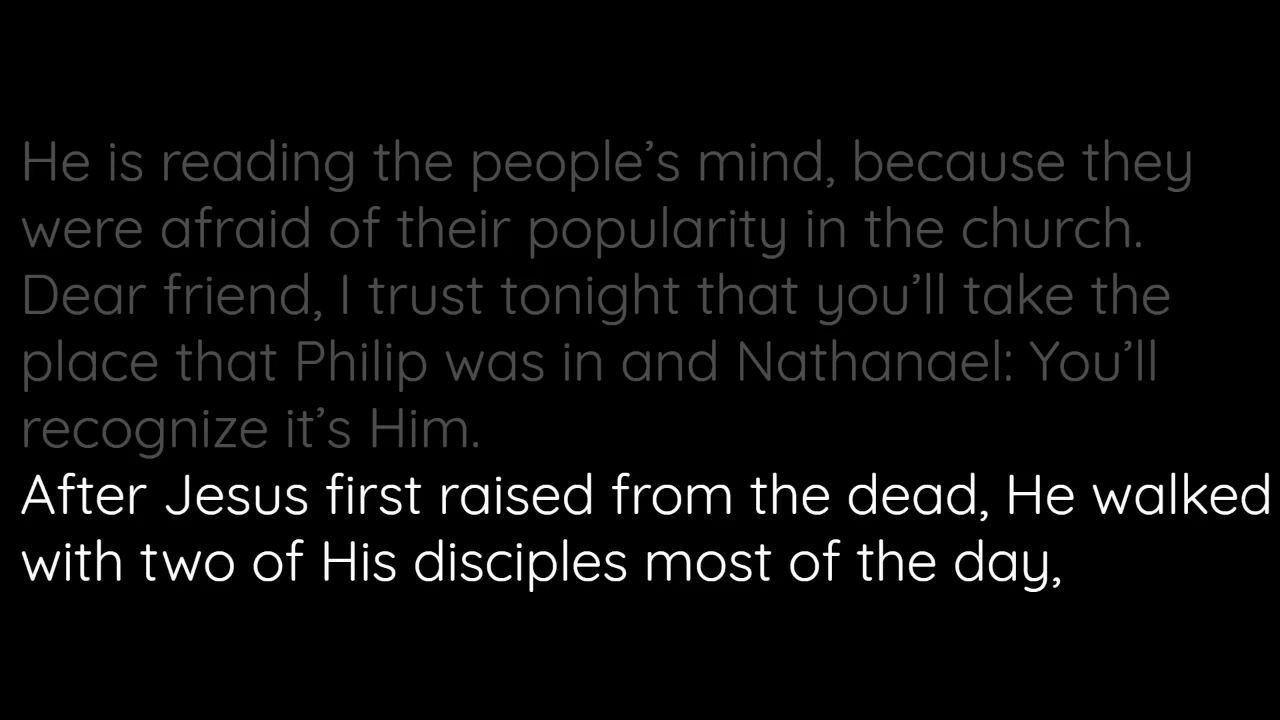 He is reading the people’s mind, because they
were afraid of their popularity in the church.
Dear friend, I trust tonight that you’ll take the
place that Philip was in and Nathanael: You’ll
recognize it’s Him.
After Jesus first raised from the dead, He walked
with two of His disciples most of the day,